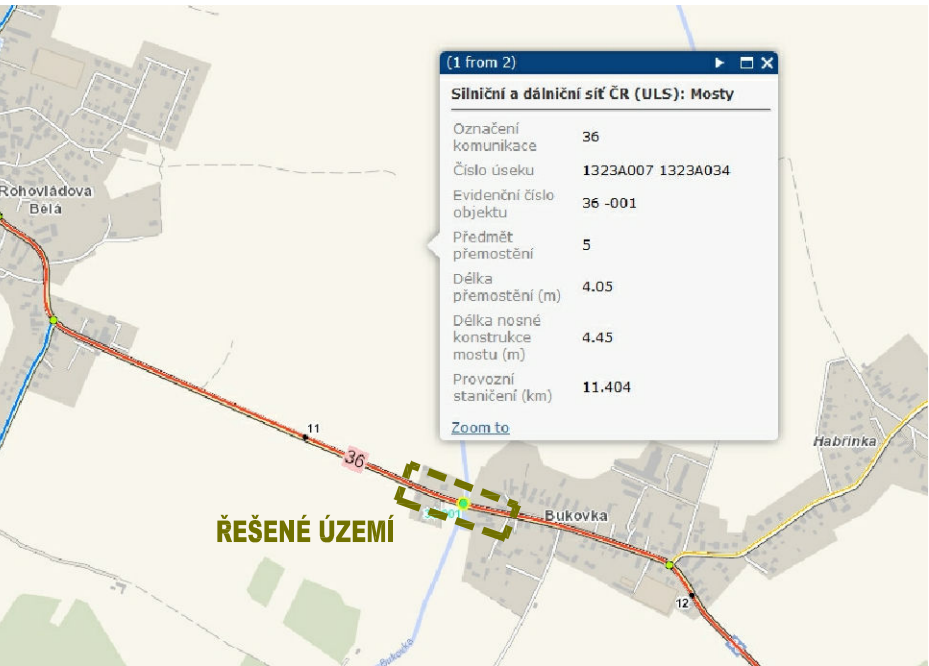 (1 from 2)
Silniční a dálniční síť ČR (ULS): Mosty
Označení
komunikace
36
Číslo úseku
1323A007 1323A034
Evidenční číslo
objektu
36 -001
Předmět
přemostění
5
Délka
přemostění (m)
4.05
Délka nosné
konstrukce
mostu (m)
4.45
Provozní
staničení (km)
11.404
Zoom to
Rohovládova
Bělá
11
36
Habřinka
Bukovka
ŘEŠENÉ ÚZEMÍ
12
Bukovka